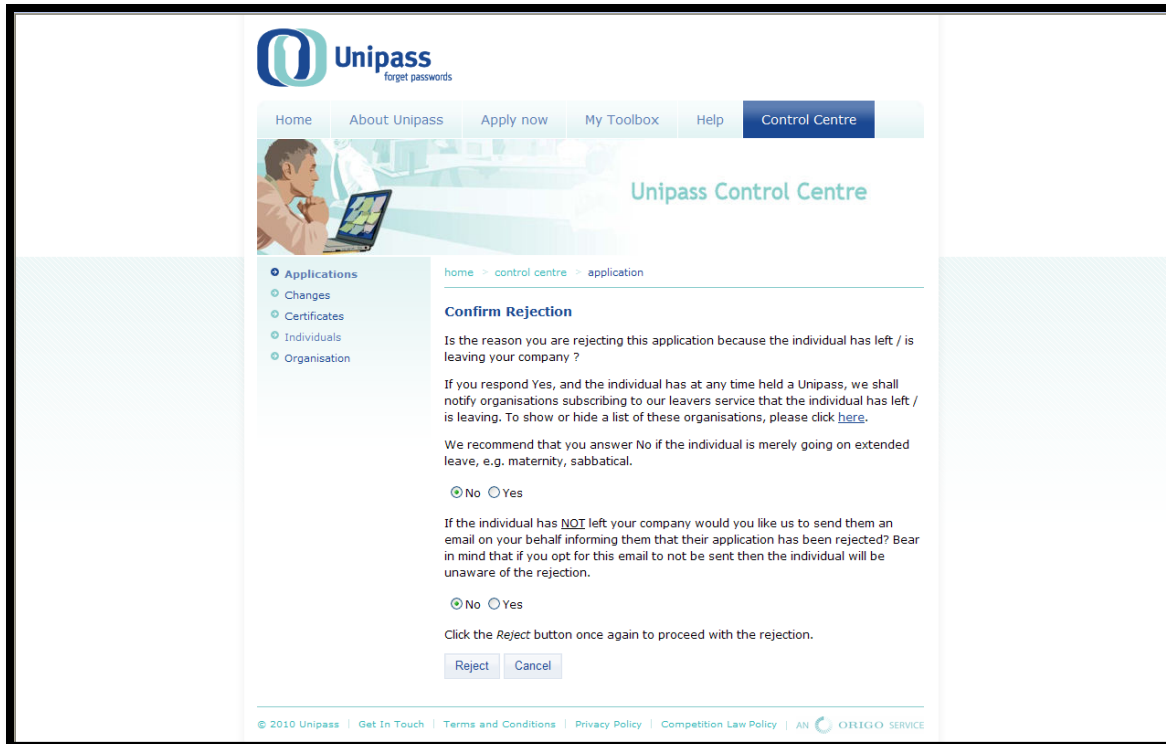 Unipass
forget passwords
Home About Unipass Apply now My Toolbox Help Control Centre
Unipass Control Centre
Applications
Changes
Certificates
Individuals
Organisation
home > control centre > application
Confirm Rejection
Is the reason you are rejecting this application because the individual has left / is
leaving your company ?
If you respond Yes, and the individual has at any time held a Unipass, we shall
notify organisations subscribing to our leavers service that the individual has left /
is leaving. To show or hide a list of these organisations, please click here.
We recommend that you answer No if the individual is merely going on extended
leave, e.g. maternity, sabbatical.
No Yes
If the individual has NOT left your company would you like us to send them an
email on your behalf informing them that their application has been rejected? Bear
in mind that if you opt for this email to not be sent then the individual will be
unaware of the rejection.
No Yes
Click the Reject button once again to proceed with the rejection.
Reject Cancel
© 2010 Unipass | Get In Touch | Terms and Conditions | Privacy Policy | Competition Law Policy | AN ORIGO SERVICE